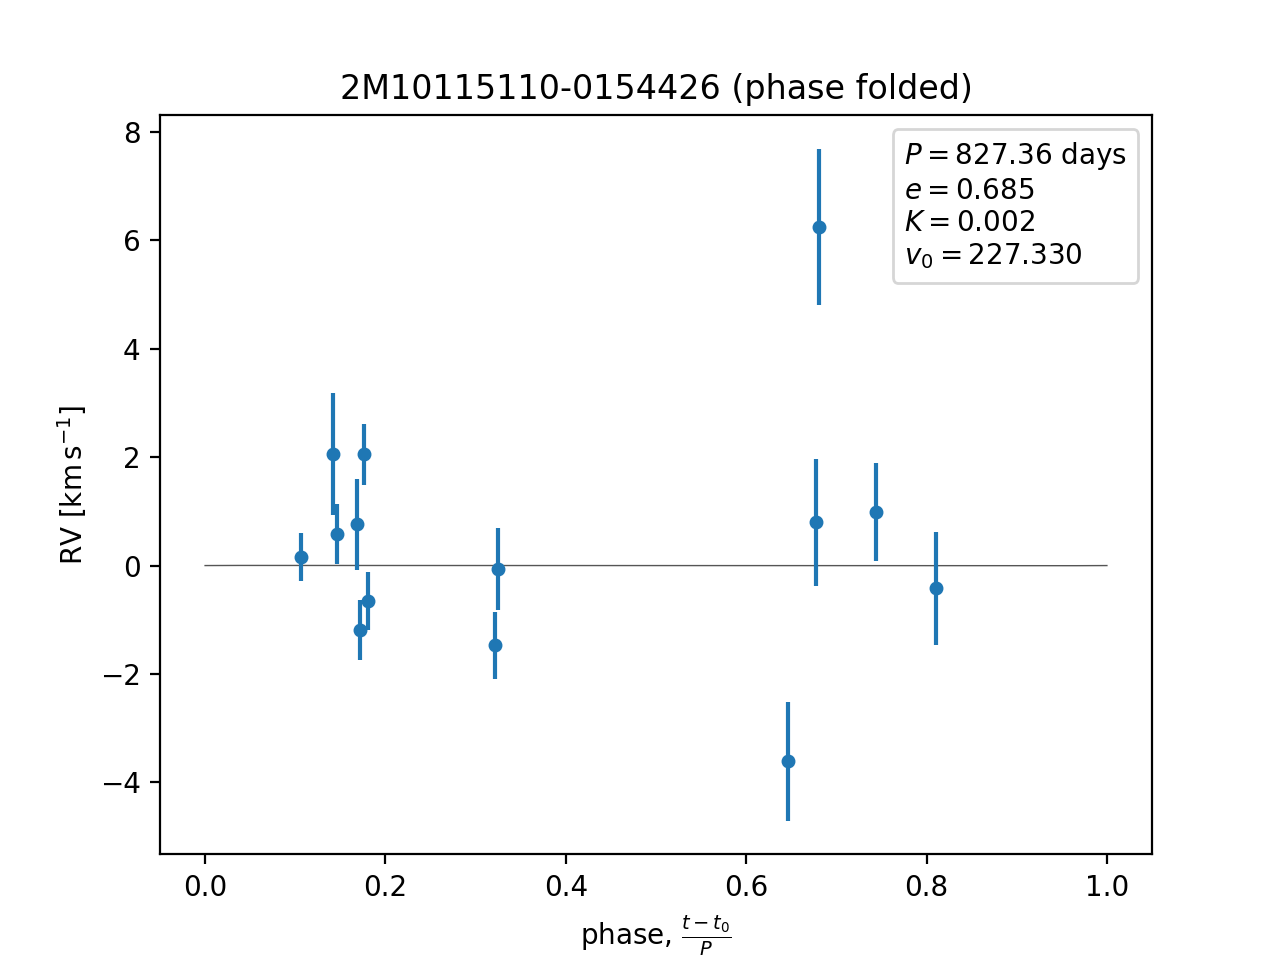 2M10115110-0154426 (phase folded)
P = 827.36 days
e = 0.685
K = 0.002
v₀ = 227.330
8
6
4
2
0
−2
−4
RV [km s⁻¹]
0.0 0.2 0.4 0.6 0.8 1.0
phase, (t − t₀)/P